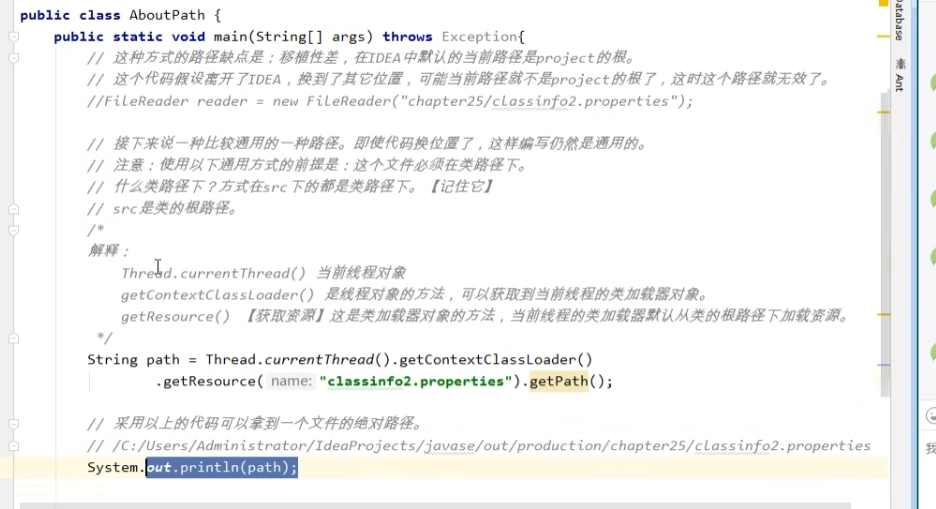 public class AboutPath {
public static void main(String[] args) throws Exception{
// 这种方式的路径缺点是：移植性差，在IDEA中默认的当前路径是project的根。
// 这个代码假设离开了IDEA，换到了其它位置，可能当前路径就不是project的根了，这时这个路径就无效了。
//FileReader reader = new FileReader("chapter25/classinfo2.properties");
// 接下来说一种比较通用的一种路径。即使代码换位置了，这样编写仍然是通用的。
// 注意：使用以下通用方式的前提是：这个文件必须在类路径下。
// 什么类路径下？方式在src下的都是类路径下。【记住它】
// src是类的根路径。
/*
解释：
Thread.currentThread() 当前线程对象
getContextClassLoader() 是线程对象的方法，可以获取到当前线程的类加载器对象。
getResource() 【获取资源】这是类加载器对象的方法，当前线程的类加载器默认从类的根路径下加载资源。
*/
String path = Thread.currentThread().getContextClassLoader()
.getResource( name: "classinfo2.properties").getPath();
// 采用以上的代码可以拿到一个文件的绝对路径。
// /C:/Users/Administrator/IdeaProjects/javase/out/production/chapter25/classinfo2.properties
System.out.println(path);
Database
Ant
我